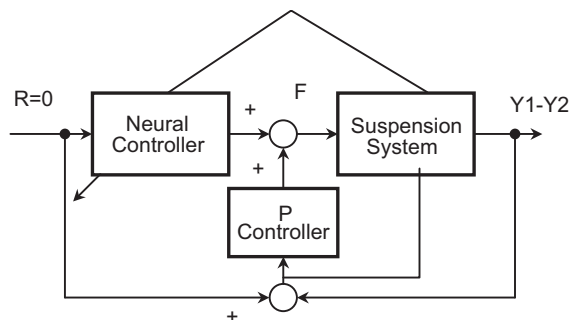 R=0
+
F
Y1-Y2
Neural
Controller
Suspension
System
+
P
Controller
+